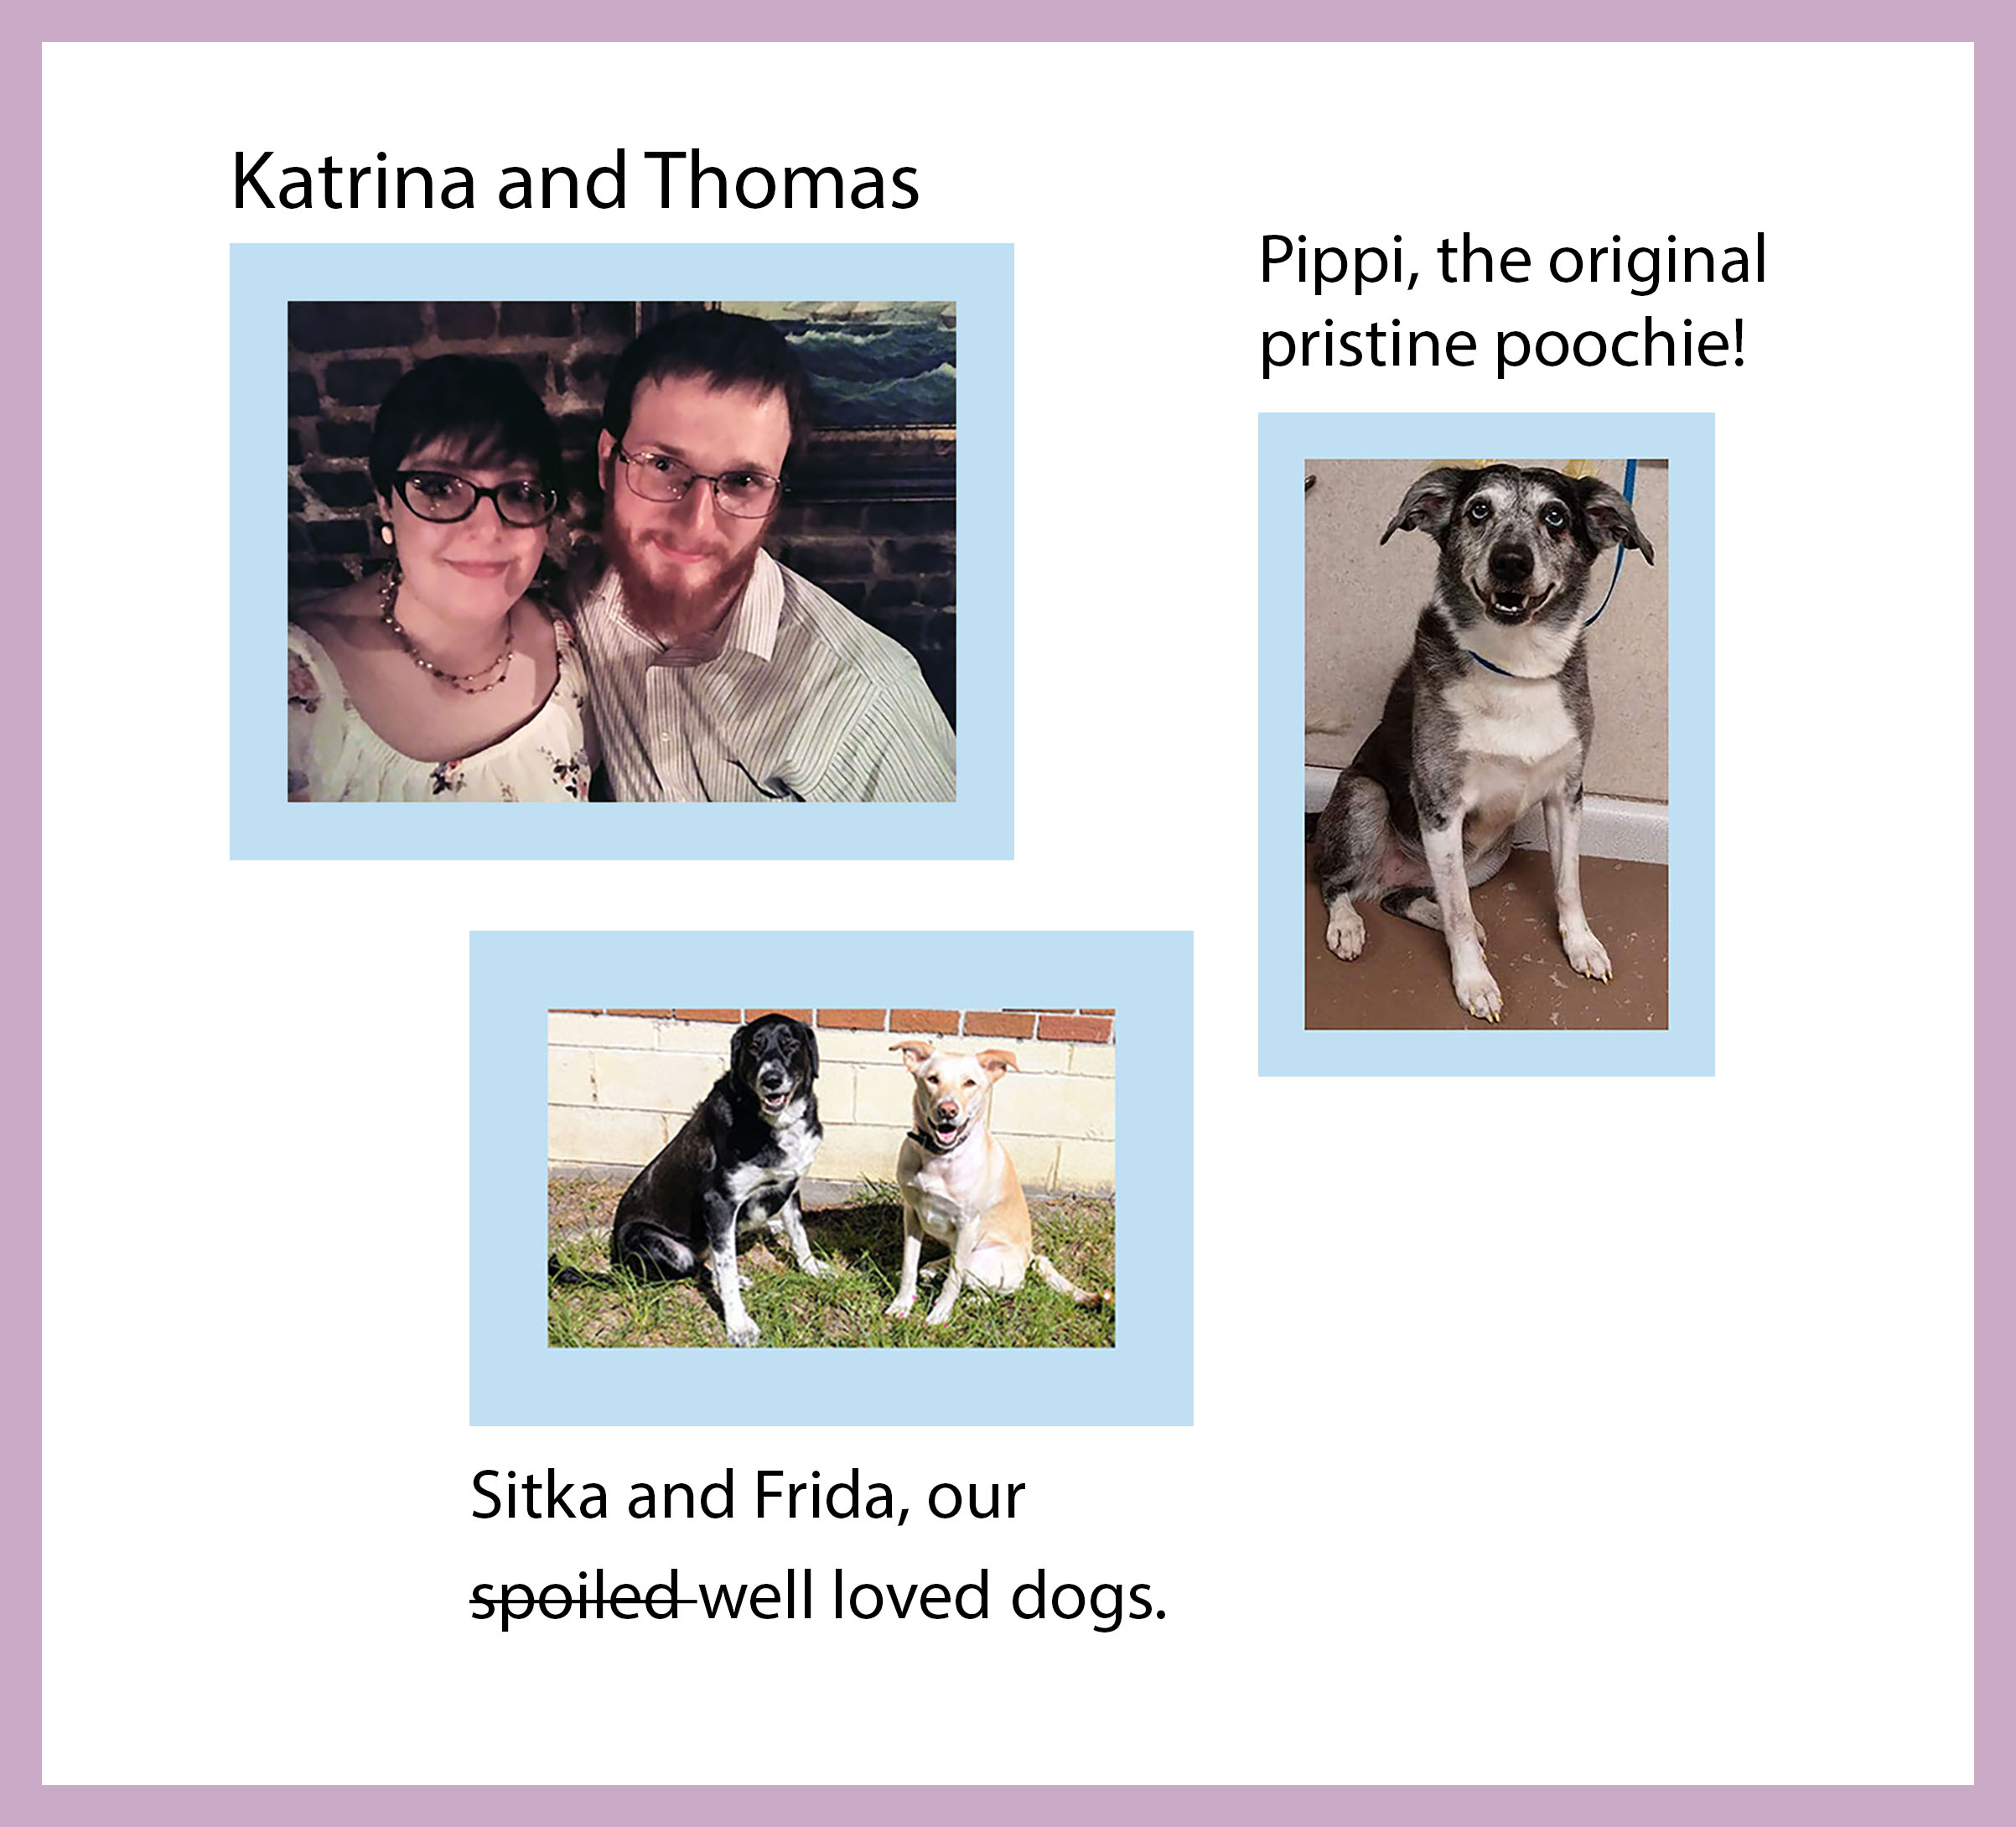 Katrina and Thomas
Pippi, the original
pristine poochie!
Sitka and Frida, our
spoiled well loved dogs.